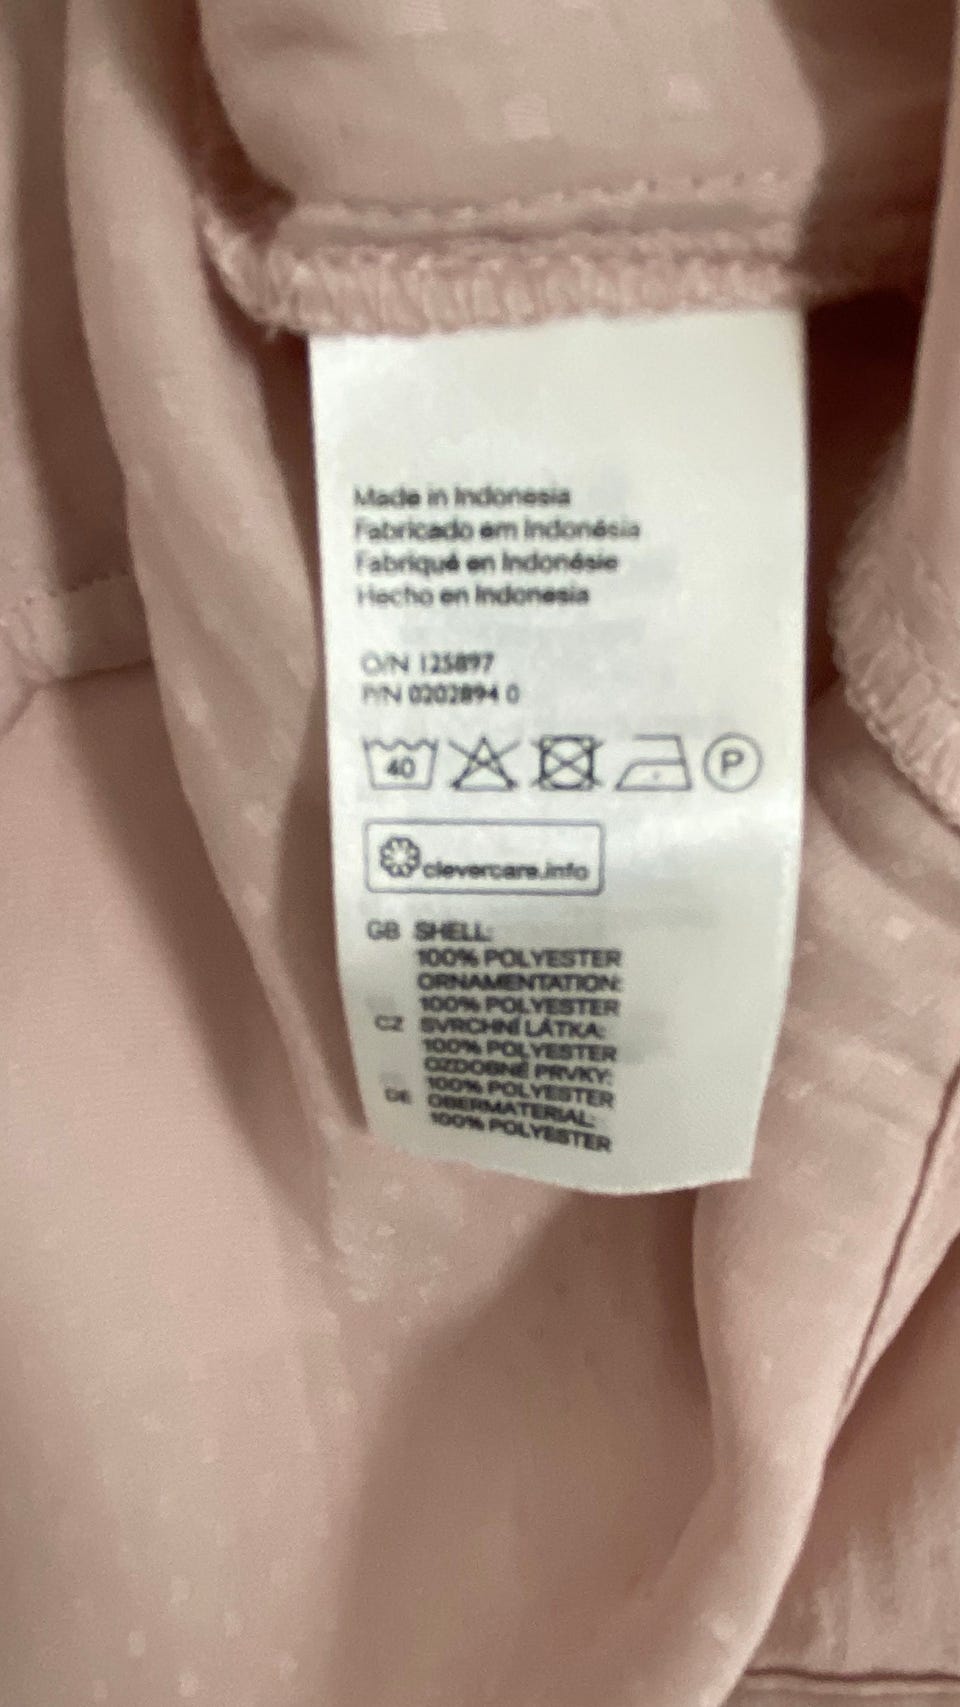 Made in Indonesia
Fabricado em Indonésia
Fabriqué en Indonésie
Hecho en Indonesia
O/N 125897
P/N 0202894 0
40 P
clevercare.info
GB SHELL:
100% POLYESTER
ORNAMENTATION:
100% POLYESTER
CZ SVRCHNÍ LÁTKA:
100% POLYESTER
OZDOBNÉ PRVKY:
100% POLYESTER
DE OBERMATERIAL:
100% POLYESTER